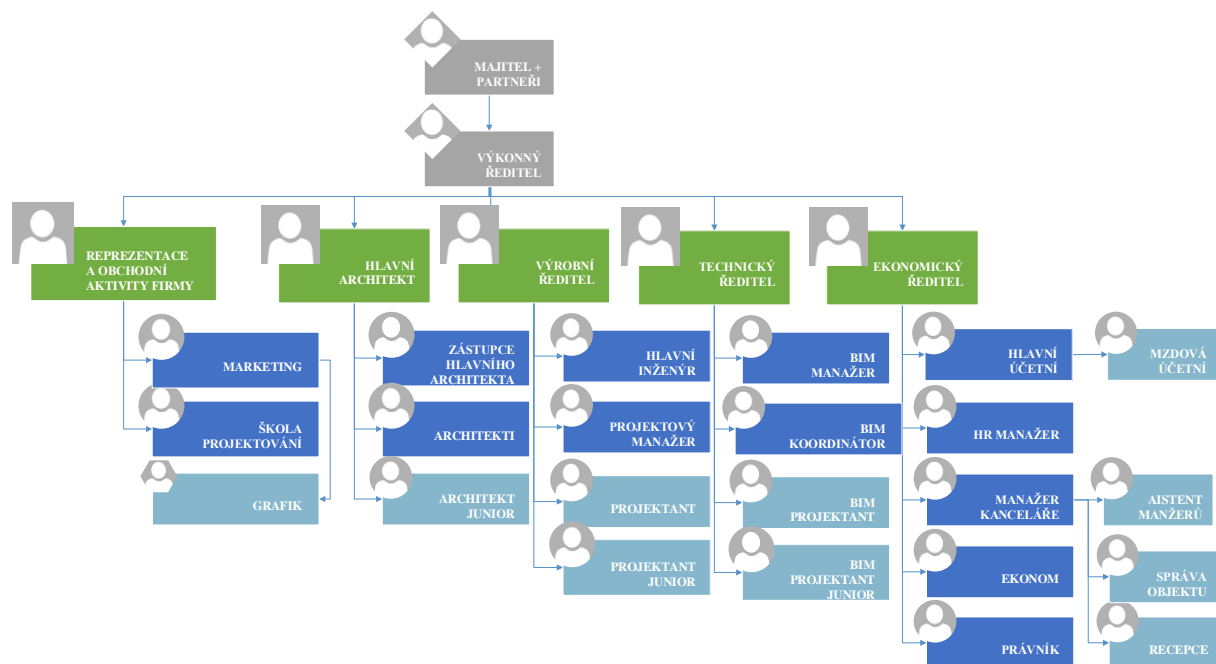 MAJITEL +
PARTNEŘI
VÝKONNÝ
ŘEDITEL
REPREZENTACE
A OBCHODNÍ
AKTIVITY FIRMY
HLAVNÍ
ARCHITEKT
VÝROBNÍ
ŘEDITEL
TECHNICKÝ
ŘEDITEL
EKONOMICKÝ
ŘEDITEL
MARKETING
ZÁSTUPCE
HLAVNÍHO
ARCHITEKTA
HLAVNÍ
INŽENÝR
BIM
MANAŽER
HLAVNÍ
ÚČETNÍ
MZDOVÁ
ÚČETNÍ
ŠKOLA
PROJEKTOVÁNÍ
ARCHITEKTI
PROJEKTOVÝ
MANAŽER
BIM
KOORDINÁTOR
HR MANAŽER
GRAFIK
ARCHITEKT
JUNIOR
PROJEKTANT
BIM
PROJEKTANT
MANAŽER
KANCELÁŘE
AISTENT
MANŽERŮ
PROJEKTANT
JUNIOR
BIM
PROJEKTANT
JUNIOR
EKONOM
SPRÁVA
OBJEKTU
PRÁVNÍK
RECEPCE